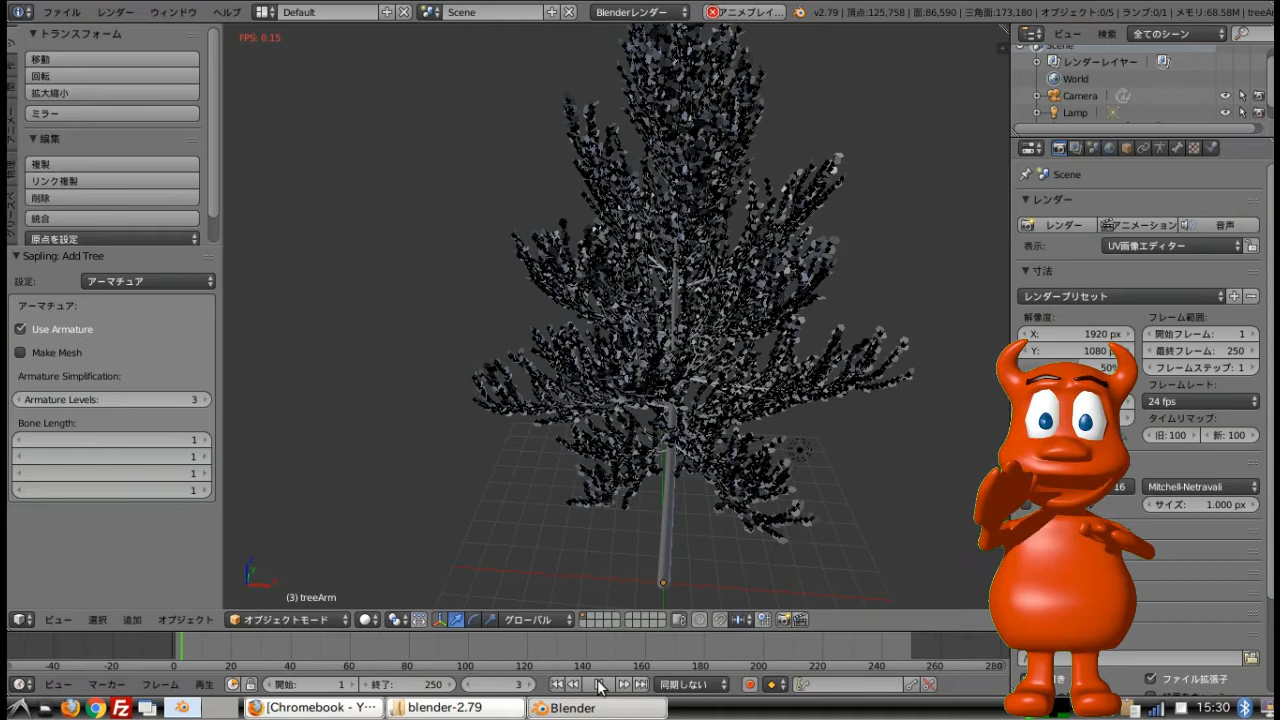 ファイル レンダー ウィンドウ ヘルプ Default Scene Blenderレンダー アニメプレイ... v2.79 | 頂点:125,758 | 面:86,590 | 三角面:173,180 | オブジェクト:0/5 | ランプ:0/1 | メモリ:68.58M | treeAr
トランスフォーム
移動
回転
拡大縮小
ミラー
編集
複製
リンク複製
削除
統合
原点を設定
Sapling: Add Tree
設定: アーマチュア
アーマチュア:
Use Armature
Make Mesh
Armature Simplification:
Armature Levels: 3
Bone Length:
1
1
1
1
FPS: 0.15
(3) treeArm
ビュー 選択 追加 オブジェクト オブジェクトモード グローバル
-40 -20 0 20 40 60 80 100 120 140 160 180 200 220 240 260 280
ビュー マーカー フレーム 再生 開始: 1 終了: 250 3 同期しない
ビュー 検索 全てのシーン
Scene
レンダーレイヤー
World
Camera
Lamp
Scene
レンダー
レンダー アニメーション 音声
表示: UV画像エディター
寸法
レンダープリセット
解像度: フレーム範囲:
X: 1920 px 開始フレーム: 1
Y: 1080 px 最終フレーム: 250
50% フレームステップ: 1
フレームレート:
24 fps
タイムリマップ:
旧: 100 新: 100
16 Mitchell-Netravali
サイズ: 1.000 px
ファイル拡張子
[Chromebook - Y… blender-2.79 Blender 15:30